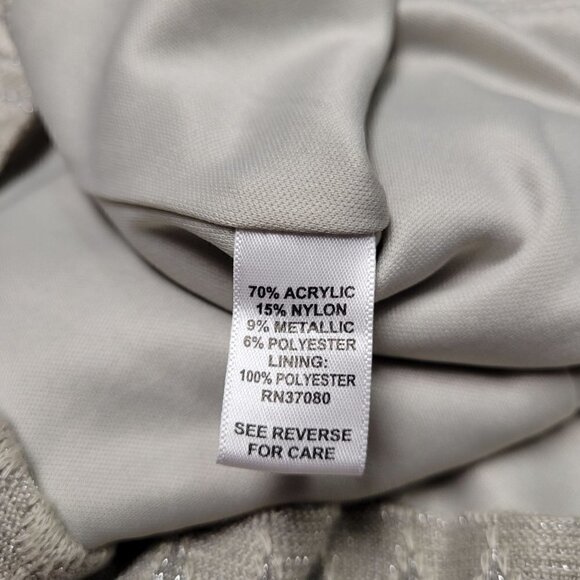 70% ACRYLIC
15% NYLON
9% METALLIC
6% POLYESTER
LINING:
100% POLYESTER
RN37080
SEE REVERSE
FOR CARE